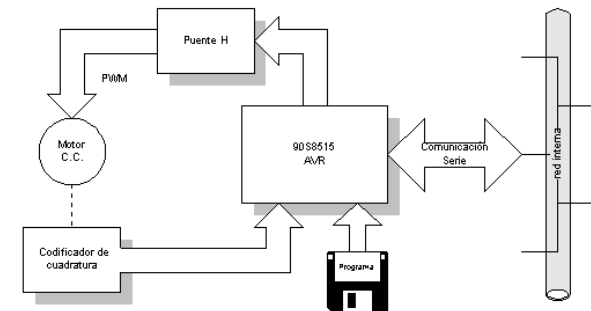 Puente H
PWM
Motor
C.C.
90S8515
AVR
Comunicación
Serie
red interna
Codificador de
cuadratura
Programa